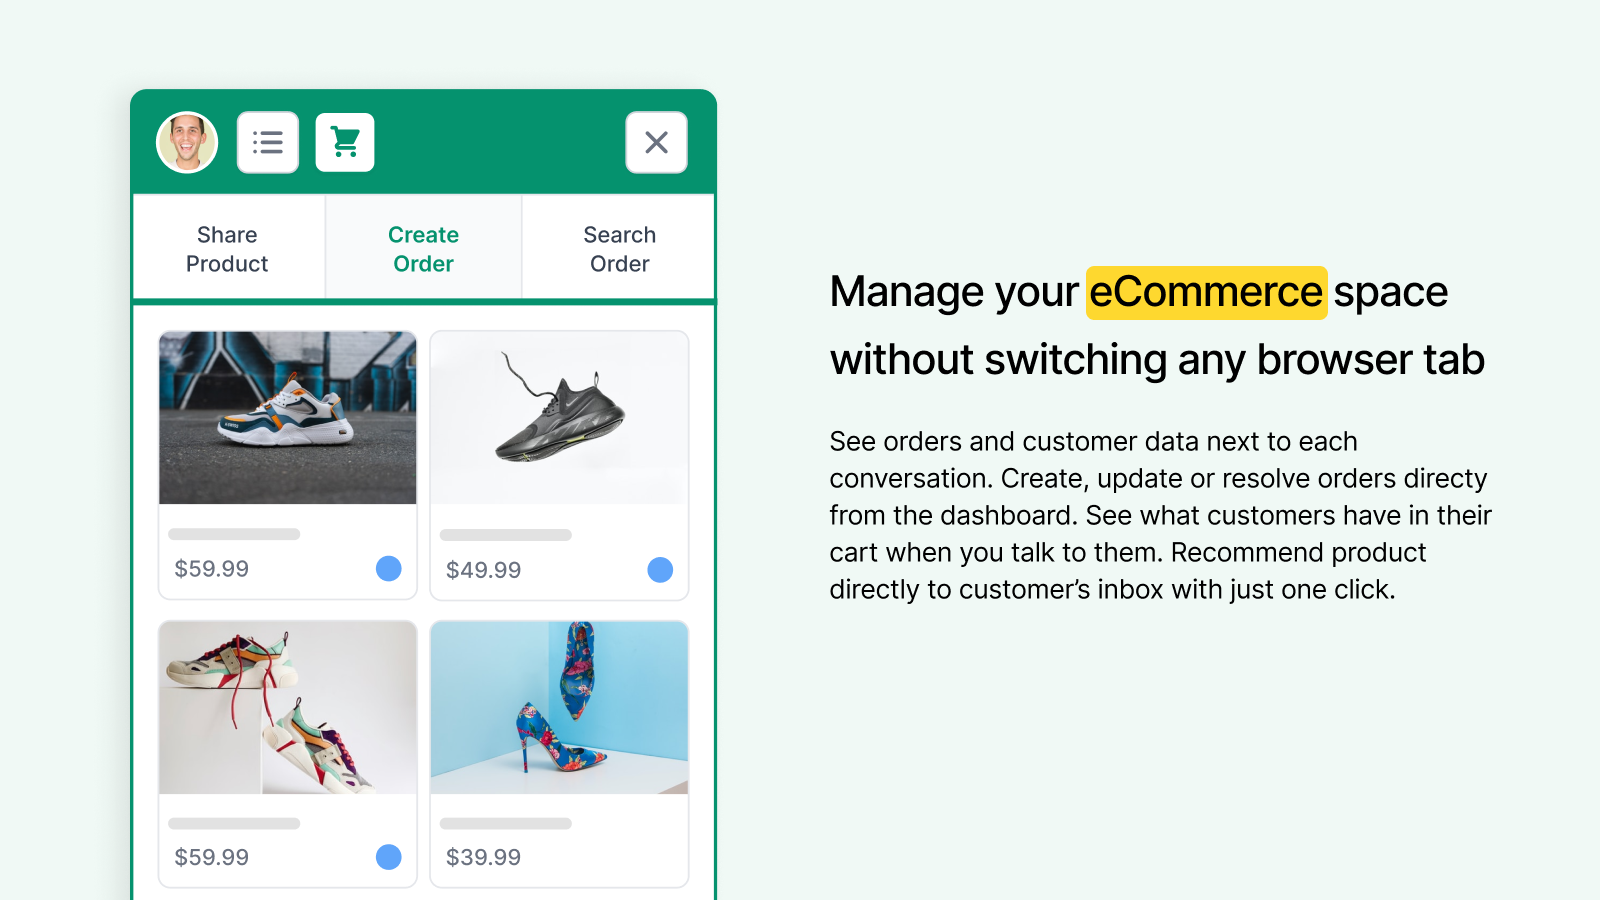 Share
Product
Create
Order
Search
Order
$59.99
$49.99
$59.99
$39.99
Manage your eCommerce space
without switching any browser tab
See orders and customer data next to each
conversation. Create, update or resolve orders directy
from the dashboard. See what customers have in their
cart when you talk to them. Recommend product
directly to customer’s inbox with just one click.